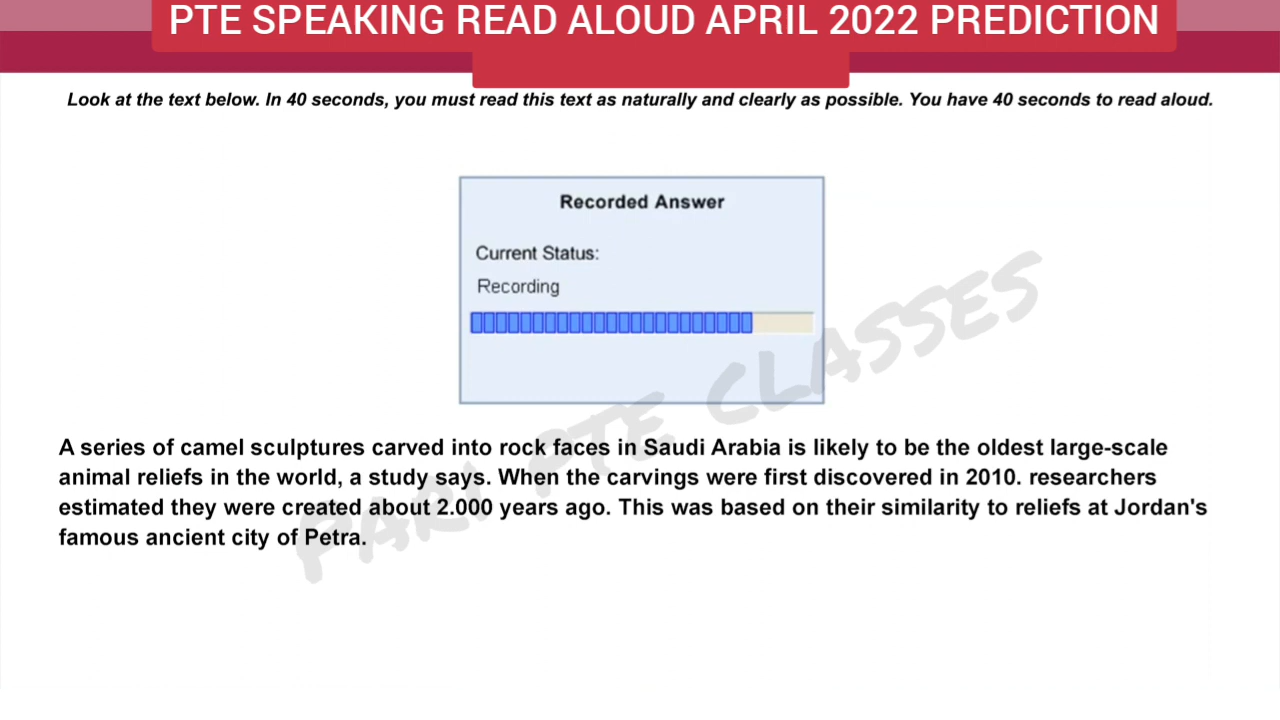 PTE SPEAKING READ ALOUD APRIL 2022 PREDICTION
Look at the text below. In 40 seconds, you must read this text as naturally and clearly as possible. You have 40 seconds to read aloud.
Recorded Answer
Current Status:
Recording
PARI PTE CLASSES
A series of camel sculptures carved into rock faces in Saudi Arabia is likely to be the oldest large-scale
animal reliefs in the world, a study says. When the carvings were first discovered in 2010. researchers
estimated they were created about 2.000 years ago. This was based on their similarity to reliefs at Jordan's
famous ancient city of Petra.